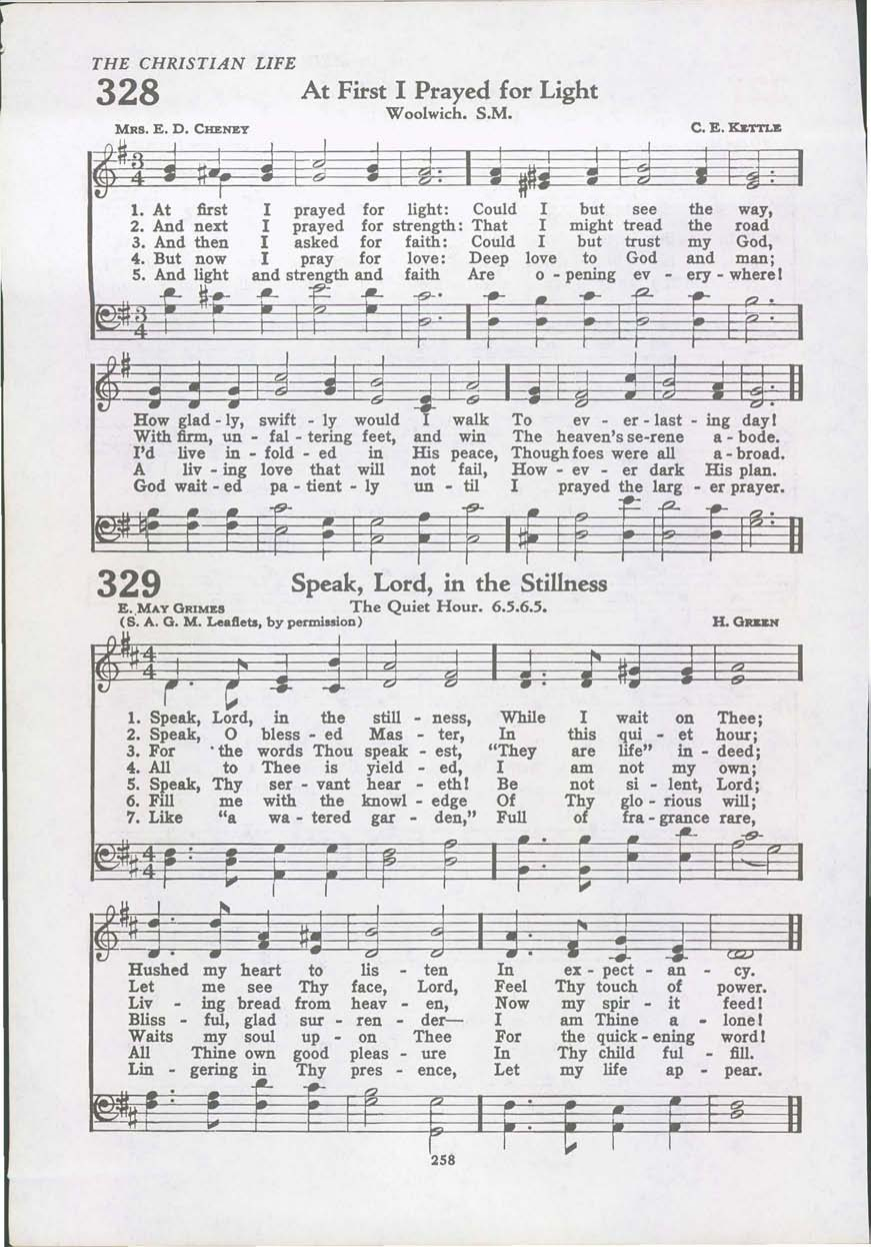 THE CHRISTIAN LIFE
328 At First I Prayed for Light
Woolwich. S.M.
MRS. E. D. CHENEY C. E. KETTLE
3 4
1. At first I prayed for light: Could I but see the way,
2. And next I prayed for strength: That I might tread the road
3. And then I asked for faith: Could I but trust my God,
4. But now I pray for love: Deep love to God and man;
5. And light and strength and faith Are o - pening ev - ery - where!
3 4
How glad - ly, swift - ly would I walk To ev - er - last - ing day!
With firm, un - fal - tering feet, and win The heaven's se-rene a - bode.
I'd live in - fold - ed in His peace, Though foes were all a - broad.
A liv - ing love that will not fail, How - ev - er dark His plan.
God wait - ed pa - tient - ly un - til I prayed the larg - er prayer.
329 Speak, Lord, in the Stillness
E. MAY GRIMES The Quiet Hour. 6.5.6.5.
(S. A. G. M. Leaflets, by permission) H. GREEN
4 4
1. Speak, Lord, in the still - ness, While I wait on Thee;
2. Speak, O bless - ed Mas - ter, In this qui - et hour;
3. For the words Thou speak - est, "They are life" in - deed;
4. All to Thee is yield - ed, I am not my own;
5. Speak, Thy ser - vant hear - eth! Be not si - lent, Lord;
6. Fill me with the knowl - edge Of Thy glo - rious will;
7. Like "a wa - tered gar - den," Full of fra - grance rare,
4 4
Hushed my heart to lis - ten In ex - pect - an - cy.
Let me see Thy face, Lord, Feel Thy touch of power.
Liv - ing bread from heav - en, Now my spir - it feed!
Bliss - ful, glad sur - ren - der— I am Thine a - lone!
Waits my soul up - on Thee For the quick - ening word!
All Thine own good pleas - ure In Thy child ful - fill.
Lin - gering in Thy pres - ence, Let my life ap - pear.
258